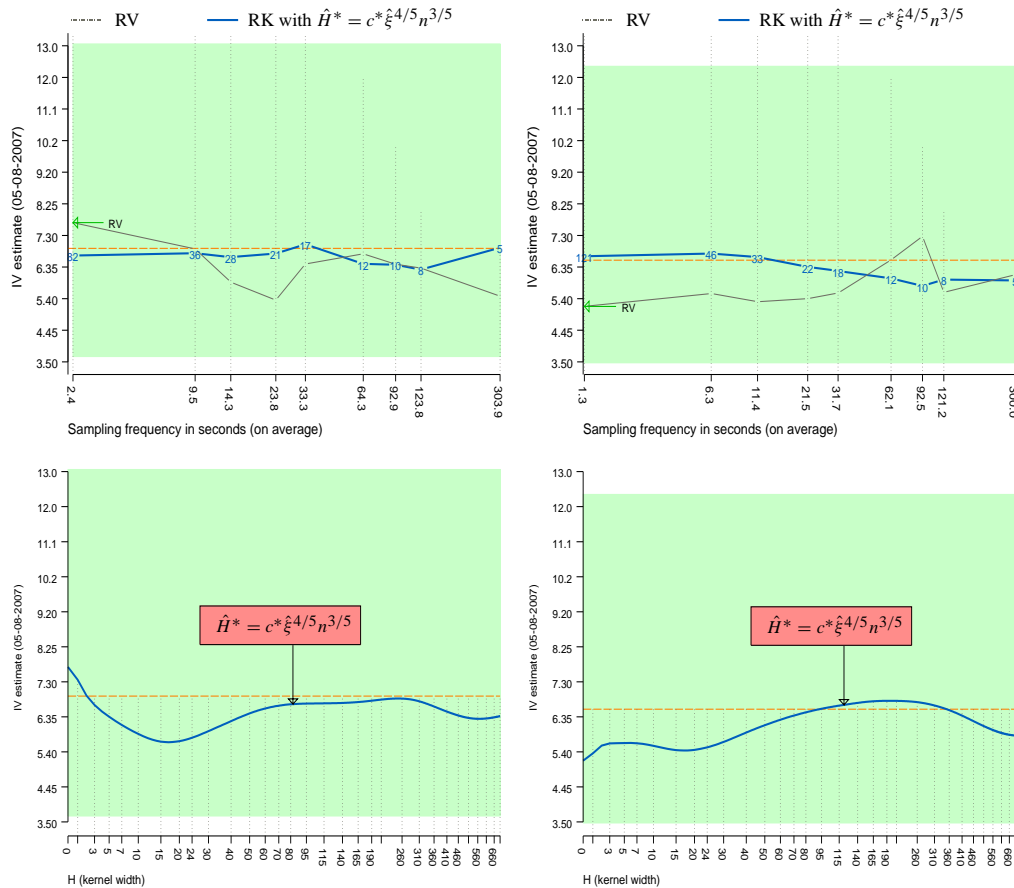 RV RK with Ĥ* = c*ξ̂^{4/5}n^{3/5}
RV RK with Ĥ* = c*ξ̂^{4/5}n^{3/5}
IV estimate (05-08-2007)
13.0
12.0
11.1
10.2
9.20
8.25
7.30
6.35
5.40
4.45
3.50
RV
82 36 28 21 17 12 10 8 5
2.4 9.5 14.3 23.8 33.3 64.3 92.9 123.8 303.9
Sampling frequency in seconds (on average)
IV estimate (05-08-2007)
13.0
12.0
11.1
10.2
9.20
8.25
7.30
6.35
5.40
4.45
3.50
RV
121 46 33 22 18 12 10 8
1.3 6.3 11.4 21.5 31.7 62.1 92.5 121.2
Sampling frequency in seconds (on average)
IV estimate (05-08-2007)
13.0
12.0
11.1
10.2
9.20
8.25
7.30
6.35
5.40
4.45
3.50
Ĥ* = c*ξ̂^{4/5}n^{3/5}
0 3 5 7 10 15 20 24 30 40 55 70 80 95 115 140 165 190 260 310 360 410 460 560 660
H (kernel width)
IV estimate (05-08-2007)
13.0
12.0
11.1
10.2
9.20
8.25
7.30
6.35
5.40
4.45
3.50
Ĥ* = c*ξ̂^{4/5}n^{3/5}
0 3 5 7 10 15 20 24 30 40 55 70 80 95 115 140 165 190 260 310 360 410 460 560 660
H (kernel width)